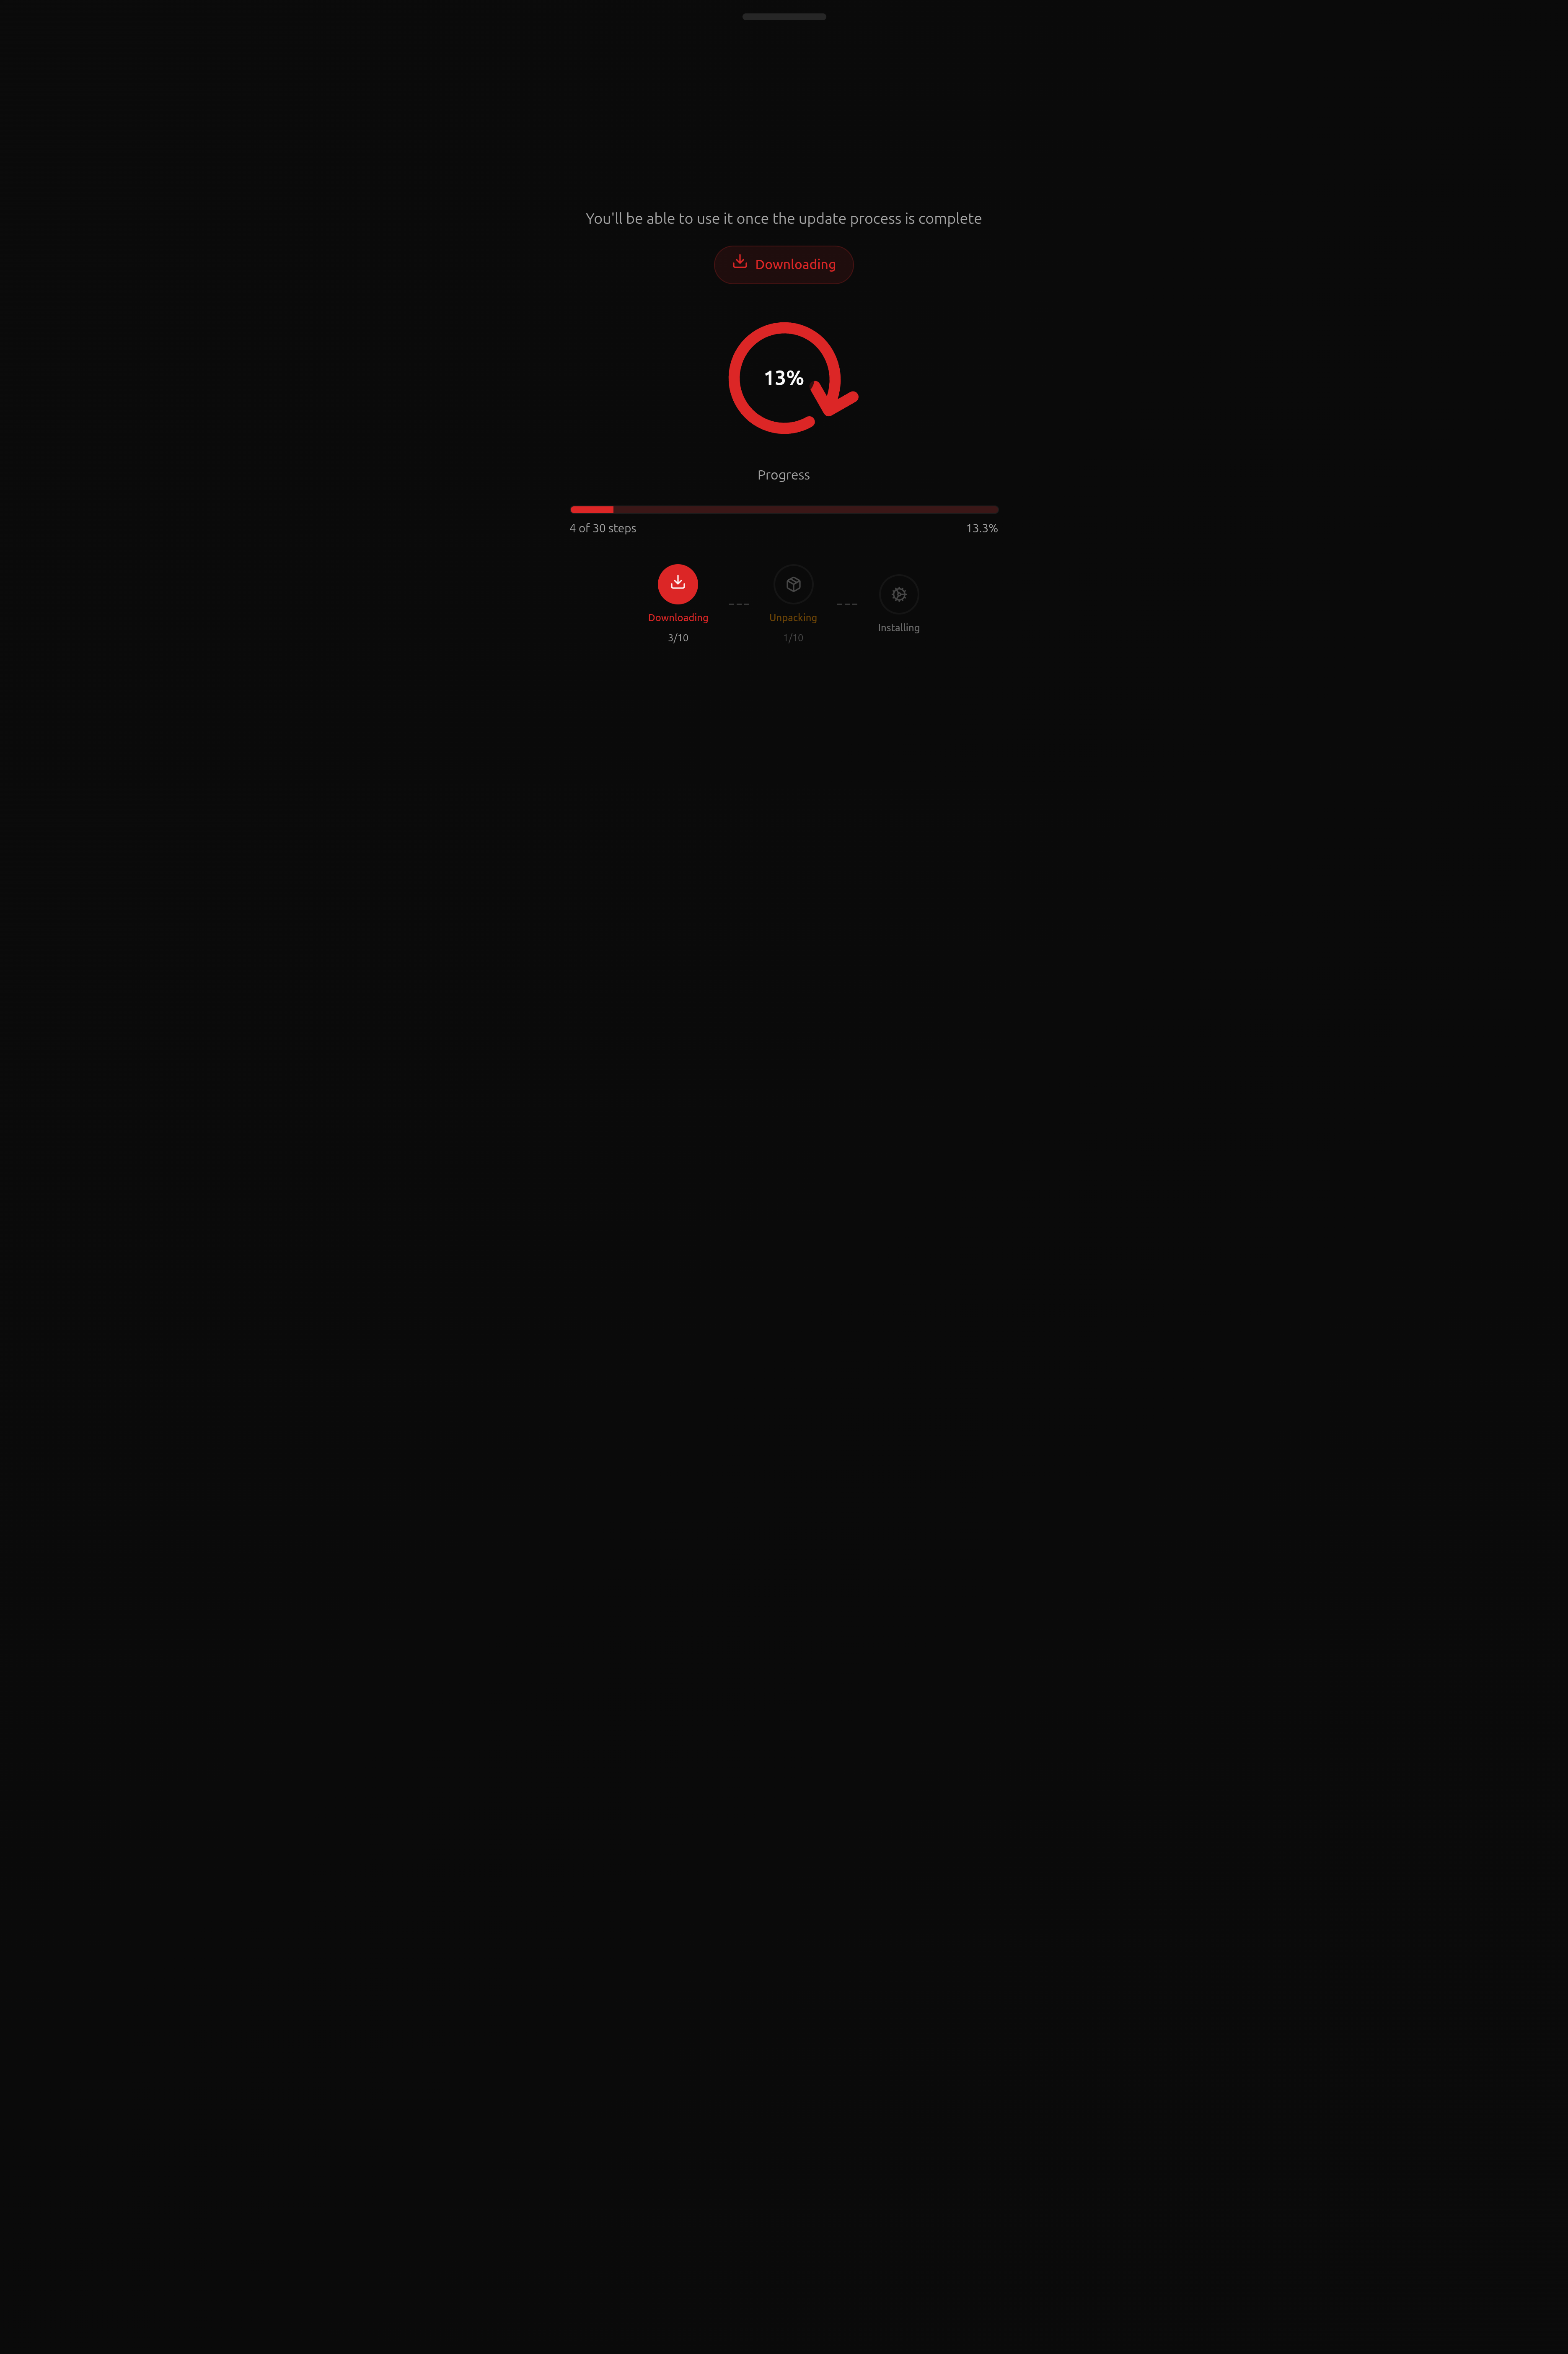 You'll be able to use it once the update process is complete
Downloading
13%
Progress
4 of 30 steps
13.3%
Downloading
Unpacking
Installing
3/10
1/10